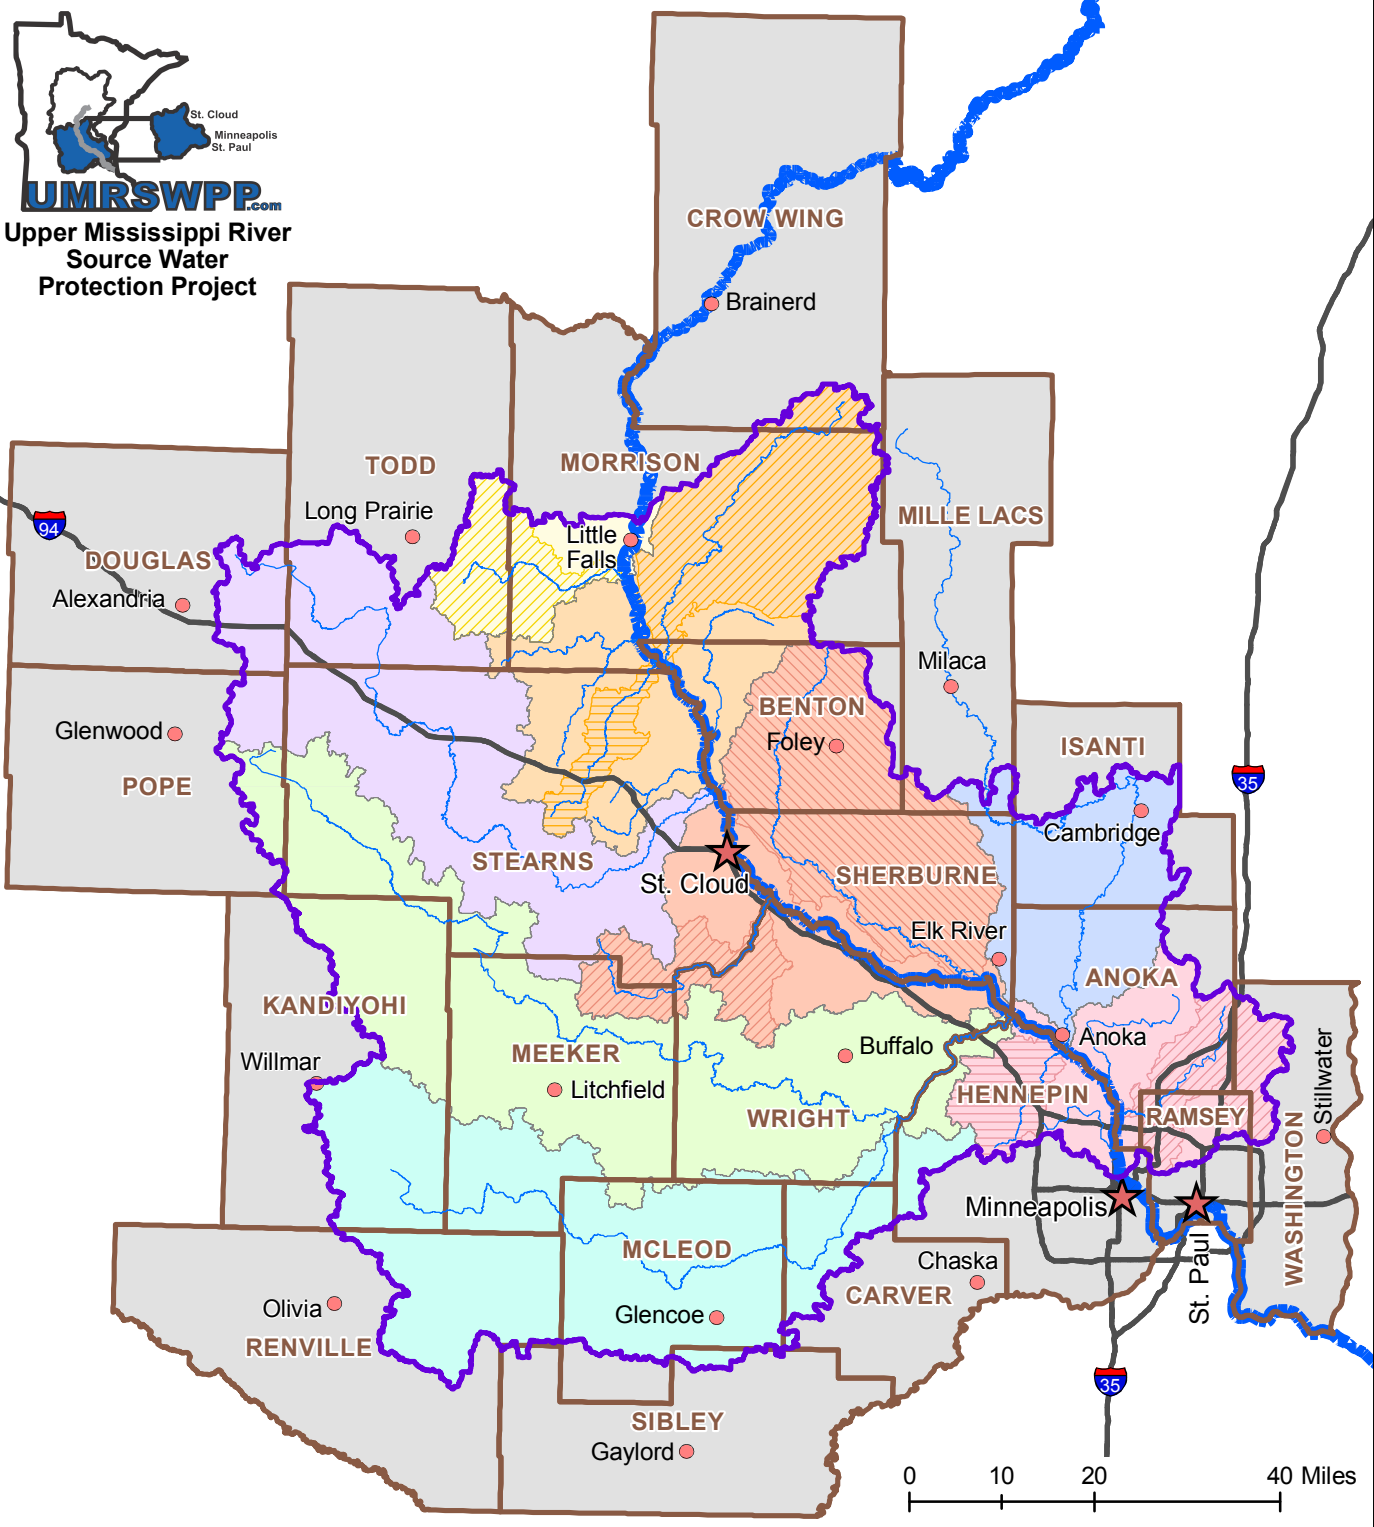 St. Cloud
Minneapolis
St. Paul
UMRSWPP.com
Upper Mississippi River
Source Water
Protection Project
CROW WING
Brainerd
TODD
MORRISON
Long Prairie
MILLE LACS
94
Little
Falls
DOUGLAS
Alexandria
Milaca
BENTON
Glenwood
Foley
ISANTI
POPE
35
Cambridge
STEARNS
SHERBURNE
St. Cloud
Elk River
ANOKA
KANDIYOHI
Anoka
Buffalo
MEEKER
Willmar
Litchfield
HENNEPIN
Stillwater
WRIGHT
RAMSEY
WASHINGTON
Minneapolis
MCLEOD
St. Paul
Chaska
CARVER
Olivia
Glencoe
RENVILLE
35
SIBLEY
Gaylord
0 10 20 40 Miles